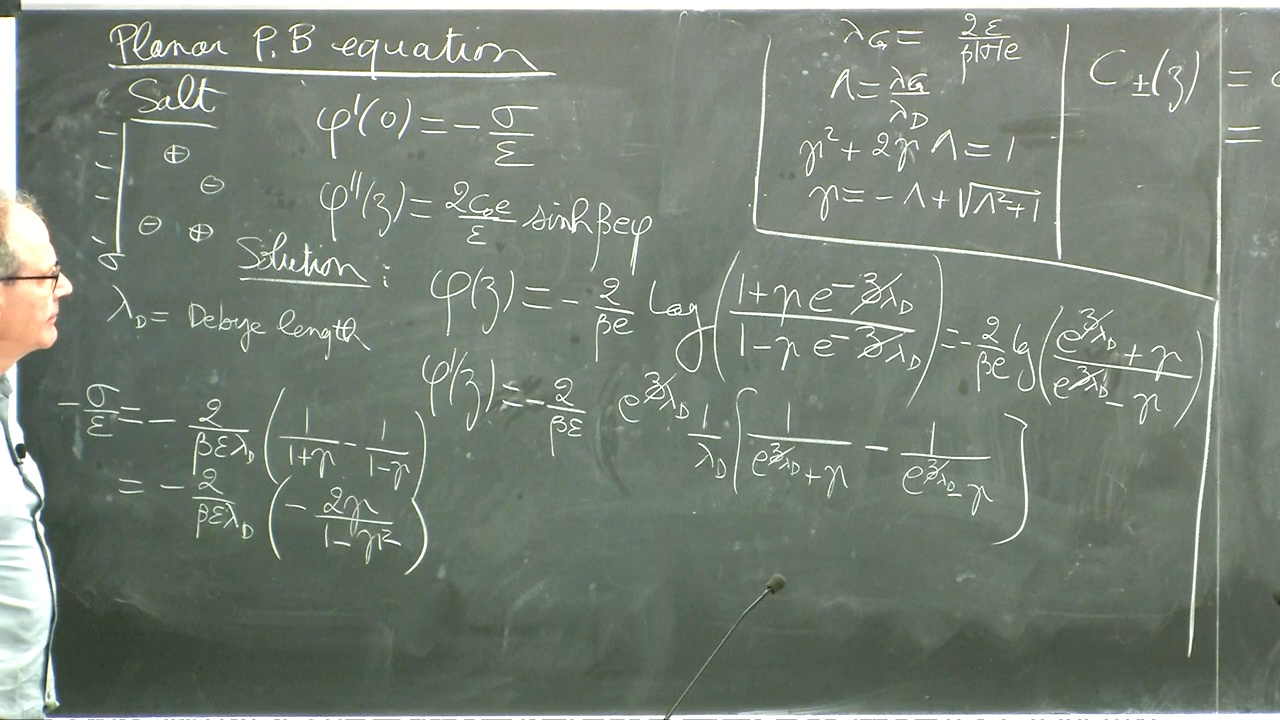 Planar P.B equation
Salt
φ'(0) = - σ/ε
φ''(z) = 2c₀e/ε sinh βeφ
σ
Solution :
λ_D = Debye length
φ(z) = - 2/βe Log((1+γ e^{-z/λ_D})/(1-γ e^{-z/λ_D})) = - 2/βe lg((e^{z/λ_D} + γ)/(e^{z/λ_D} - γ))
φ'(z) = - 2/βε e^{z/λ_D} 1/λ_D [1/(e^{z/λ_D} + γ) - 1/(e^{z/λ_D} - γ)]
- σ/ε = - 2/βελ_D (1/(1+γ) - 1/(1-γ))
= - 2/βελ_D (- 2γ/(1-γ²))
λ_G = 2ε/β|σ|e
Λ = λ_G/λ_D
γ² + 2γΛ = 1
γ = -Λ + √(Λ²+1)
C_±(z) =
=